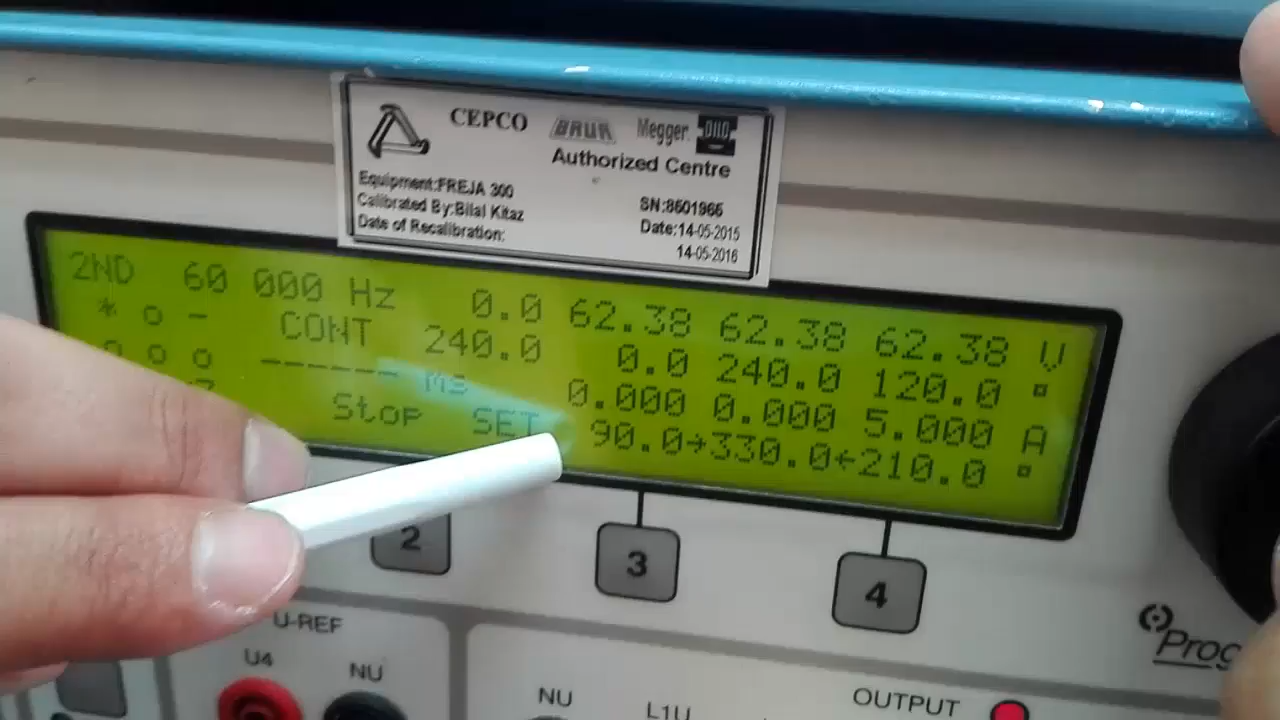 CEPCO BAUR Megger
Authorized Centre
Equipment:FREJA 300
SN:8601965
Calibrated By:Bilal Kitaz
Date:14-05-2015
Date of Recalibration:
14-05-2016
2ND 60 000 Hz 0.0 62.38 62.38 62.38 V
* o - CONT 240.0 0.0 240.0 120.0 °
o o o ------ ms 0.000 0.000 5.000 A
Stop SET 90.0→330.0←210.0 °
2
3
4
U-REF
U4 NU
NU L1U
OUTPUT
Prog